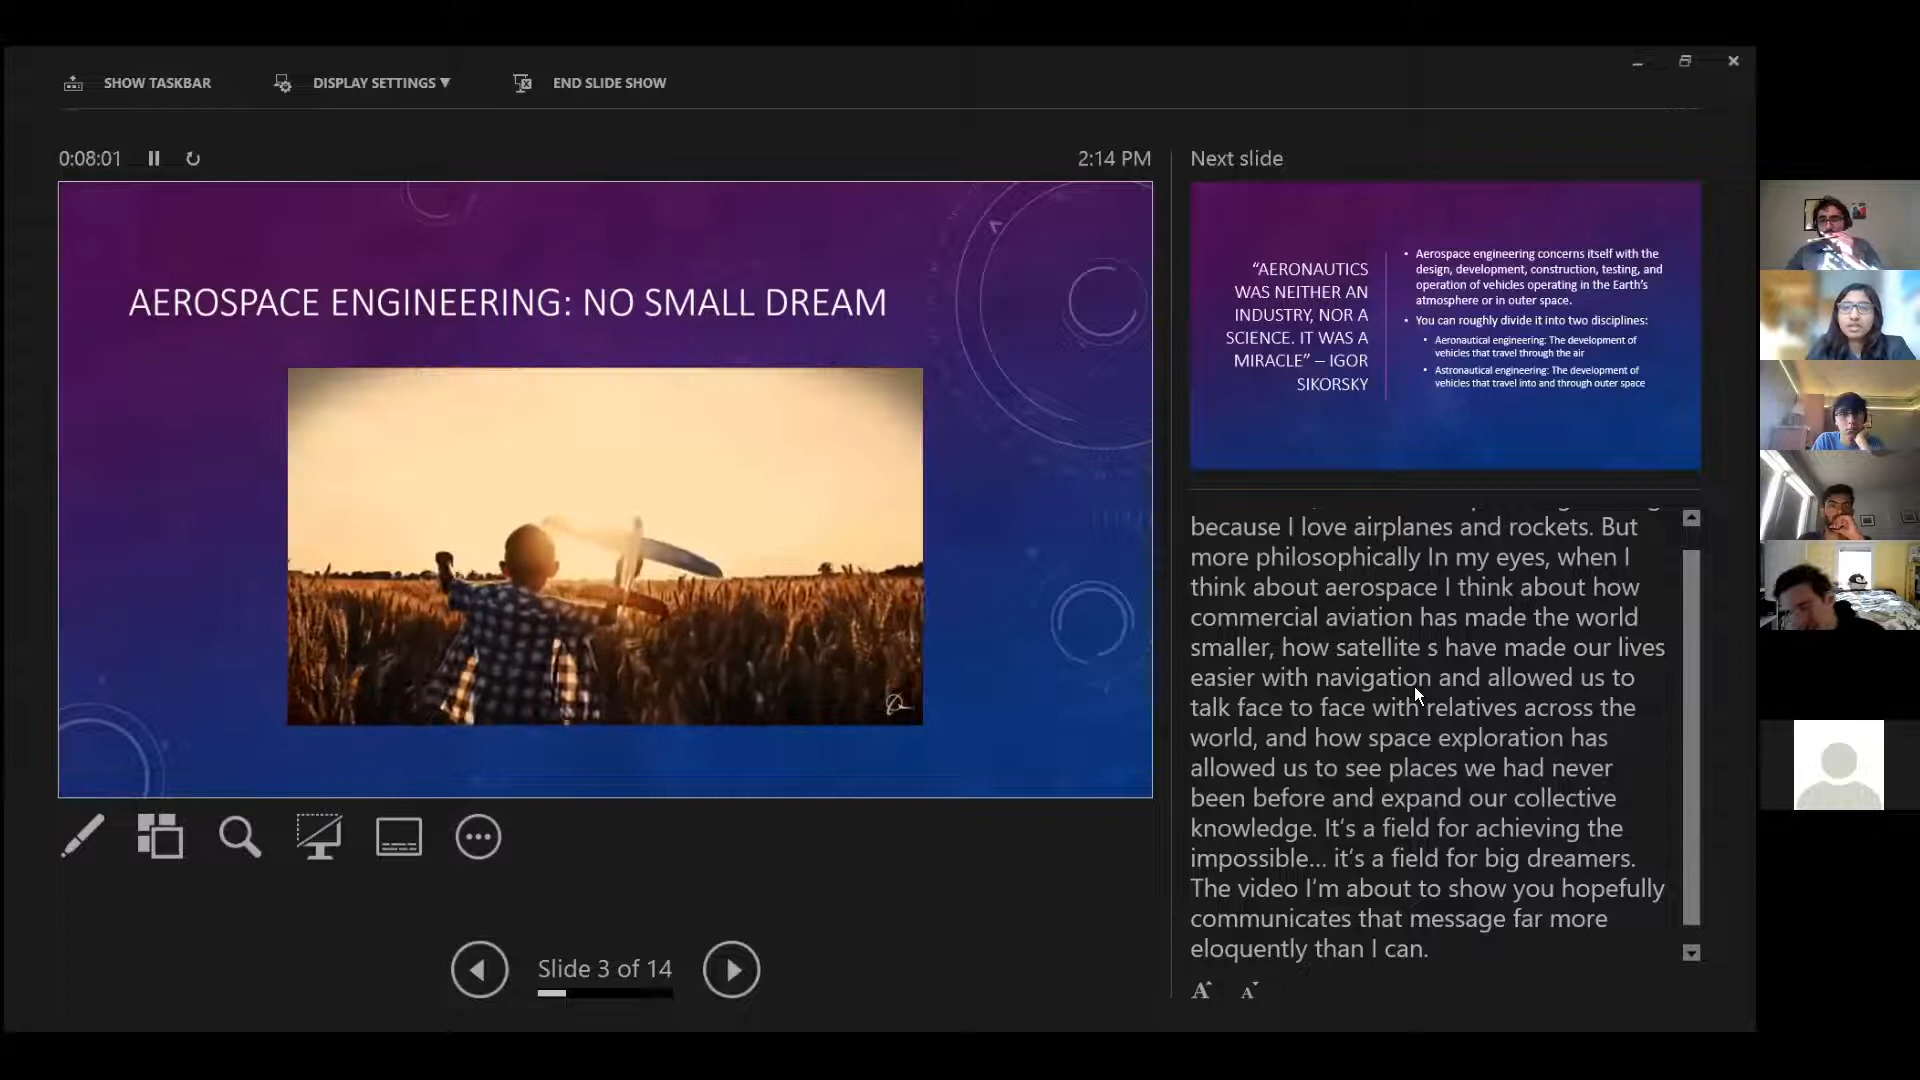 SHOW TASKBAR
DISPLAY SETTINGS ▼
END SLIDE SHOW
0:08:01
2:14 PM
Next slide
AEROSPACE ENGINEERING: NO SMALL DREAM
“AERONAUTICS
WAS NEITHER AN
INDUSTRY, NOR A
SCIENCE. IT WAS A
MIRACLE” – IGOR
SIKORSKY
• Aerospace engineering concerns itself with the
design, development, construction, testing, and
operation of vehicles operating in the Earth’s
atmosphere or in outer space.
• You can roughly divide it into two disciplines:
• Aeronautical engineering: The development of
vehicles that travel through the air
• Astronautical engineering: The development of
vehicles that travel into and through outer space
because I love airplanes and rockets. But
more philosophically In my eyes, when I
think about aerospace I think about how
commercial aviation has made the world
smaller, how satellite s have made our lives
easier with navigation and allowed us to
talk face to face with relatives across the
world, and how space exploration has
allowed us to see places we had never
been before and expand our collective
knowledge. It’s a field for achieving the
impossible… it’s a field for big dreamers.
The video I’m about to show you hopefully
communicates that message far more
eloquently than I can.
Slide 3 of 14
A A